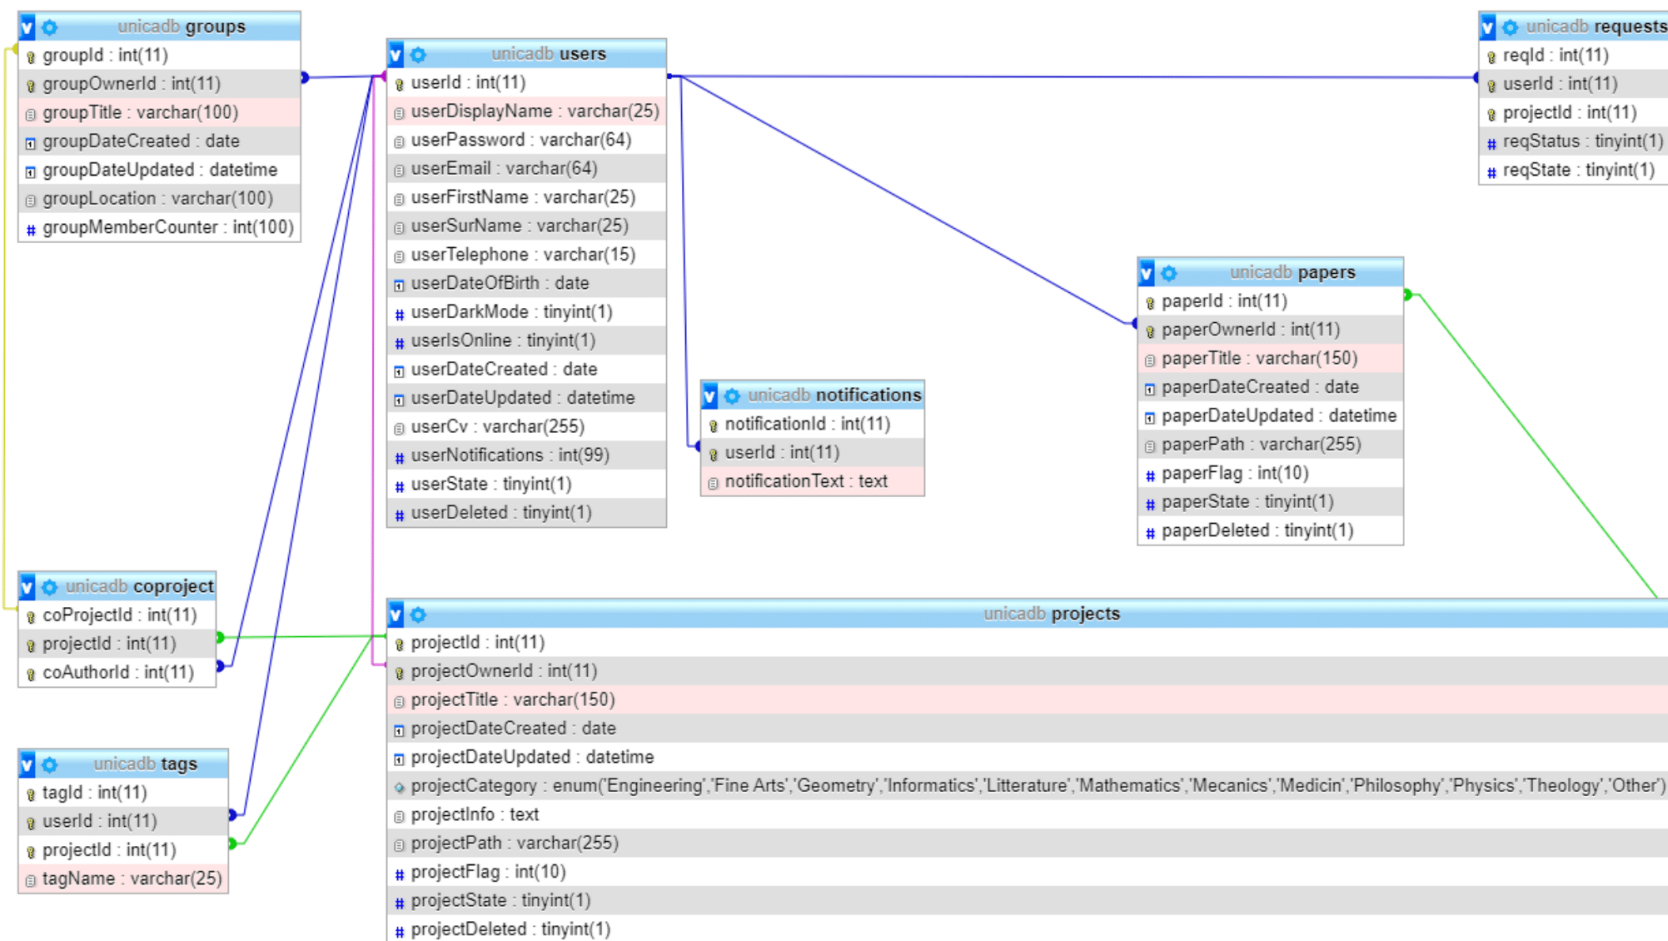 unicadb groups
groupId : int(11)
groupOwnerId : int(11)
groupTitle : varchar(100)
groupDateCreated : date
groupDateUpdated : datetime
groupLocation : varchar(100)
groupMemberCounter : int(100)
unicadb users
userId : int(11)
userDisplayName : varchar(25)
userPassword : varchar(64)
userEmail : varchar(64)
userFirstName : varchar(25)
userSurName : varchar(25)
userTelephone : varchar(15)
userDateOfBirth : date
userDarkMode : tinyint(1)
userIsOnline : tinyint(1)
userDateCreated : date
userDateUpdated : datetime
userCv : varchar(255)
userNotifications : int(99)
userState : tinyint(1)
userDeleted : tinyint(1)
unicadb requests
reqId : int(11)
userId : int(11)
projectId : int(11)
reqStatus : tinyint(1)
reqState : tinyint(1)
unicadb papers
paperId : int(11)
paperOwnerId : int(11)
paperTitle : varchar(150)
paperDateCreated : date
paperDateUpdated : datetime
paperPath : varchar(255)
paperFlag : int(10)
paperState : tinyint(1)
paperDeleted : tinyint(1)
unicadb notifications
notificationId : int(11)
userId : int(11)
notificationText : text
unicadb coproject
coProjectId : int(11)
projectId : int(11)
coAuthorId : int(11)
unicadb tags
tagId : int(11)
userId : int(11)
projectId : int(11)
tagName : varchar(25)
unicadb projects
projectId : int(11)
projectOwnerId : int(11)
projectTitle : varchar(150)
projectDateCreated : date
projectDateUpdated : datetime
projectCategory : enum('Engineering','Fine Arts','Geometry','Informatics','Litterature','Mathematics','Mecanics','Medicin','Philosophy','Physics','Theology','Other')
projectInfo : text
projectPath : varchar(255)
projectFlag : int(10)
projectState : tinyint(1)
projectDeleted : tinyint(1)